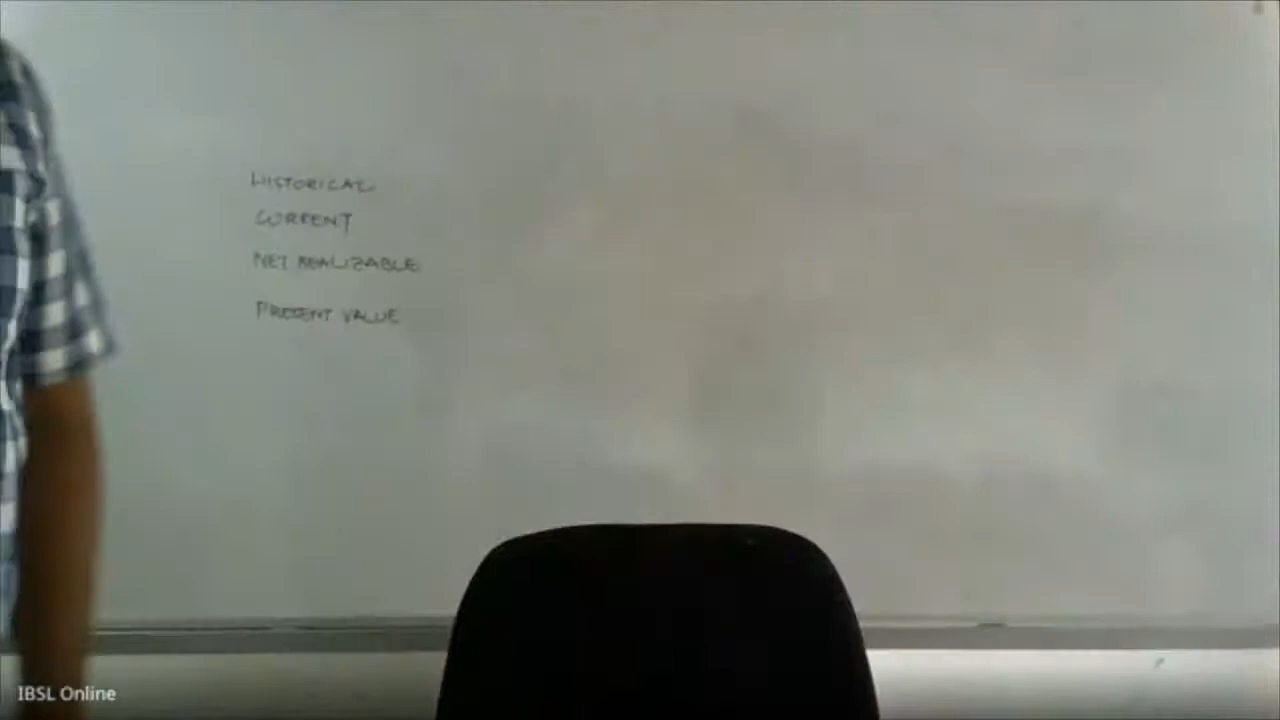 HISTORICAL
CURRENT
NET REALIZABLE
PRESENT VALUE
IBSL Online